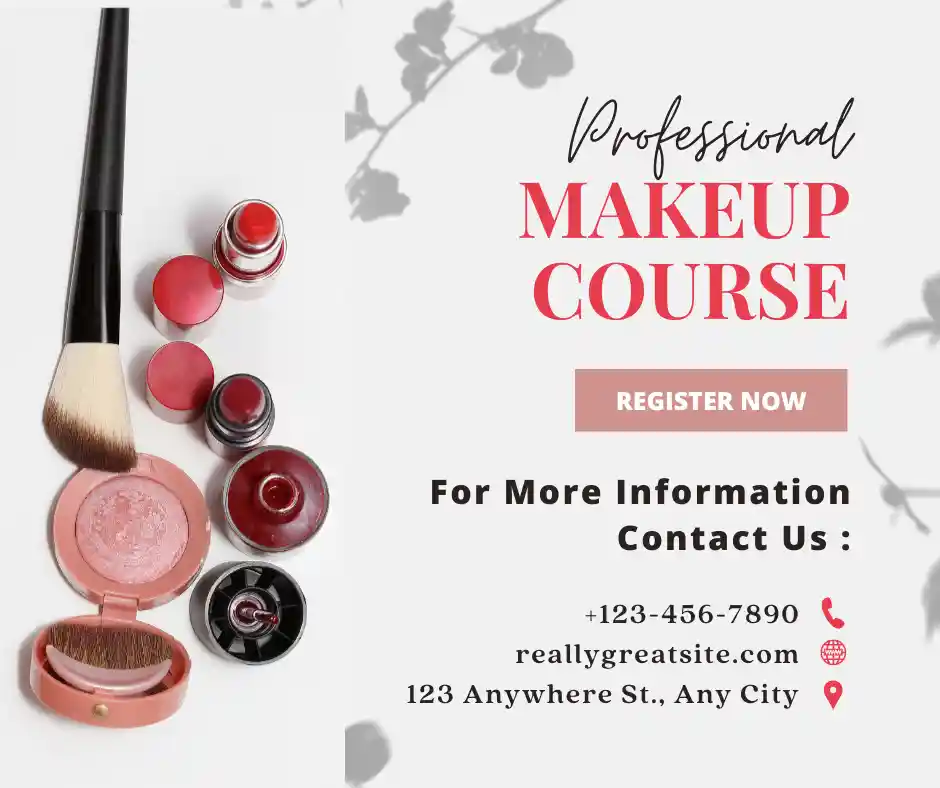 Professional
MAKEUP
COURSE
REGISTER NOW
For More Information
Contact Us :
+123-456-7890
reallygreatsite.com
123 Anywhere St., Any City